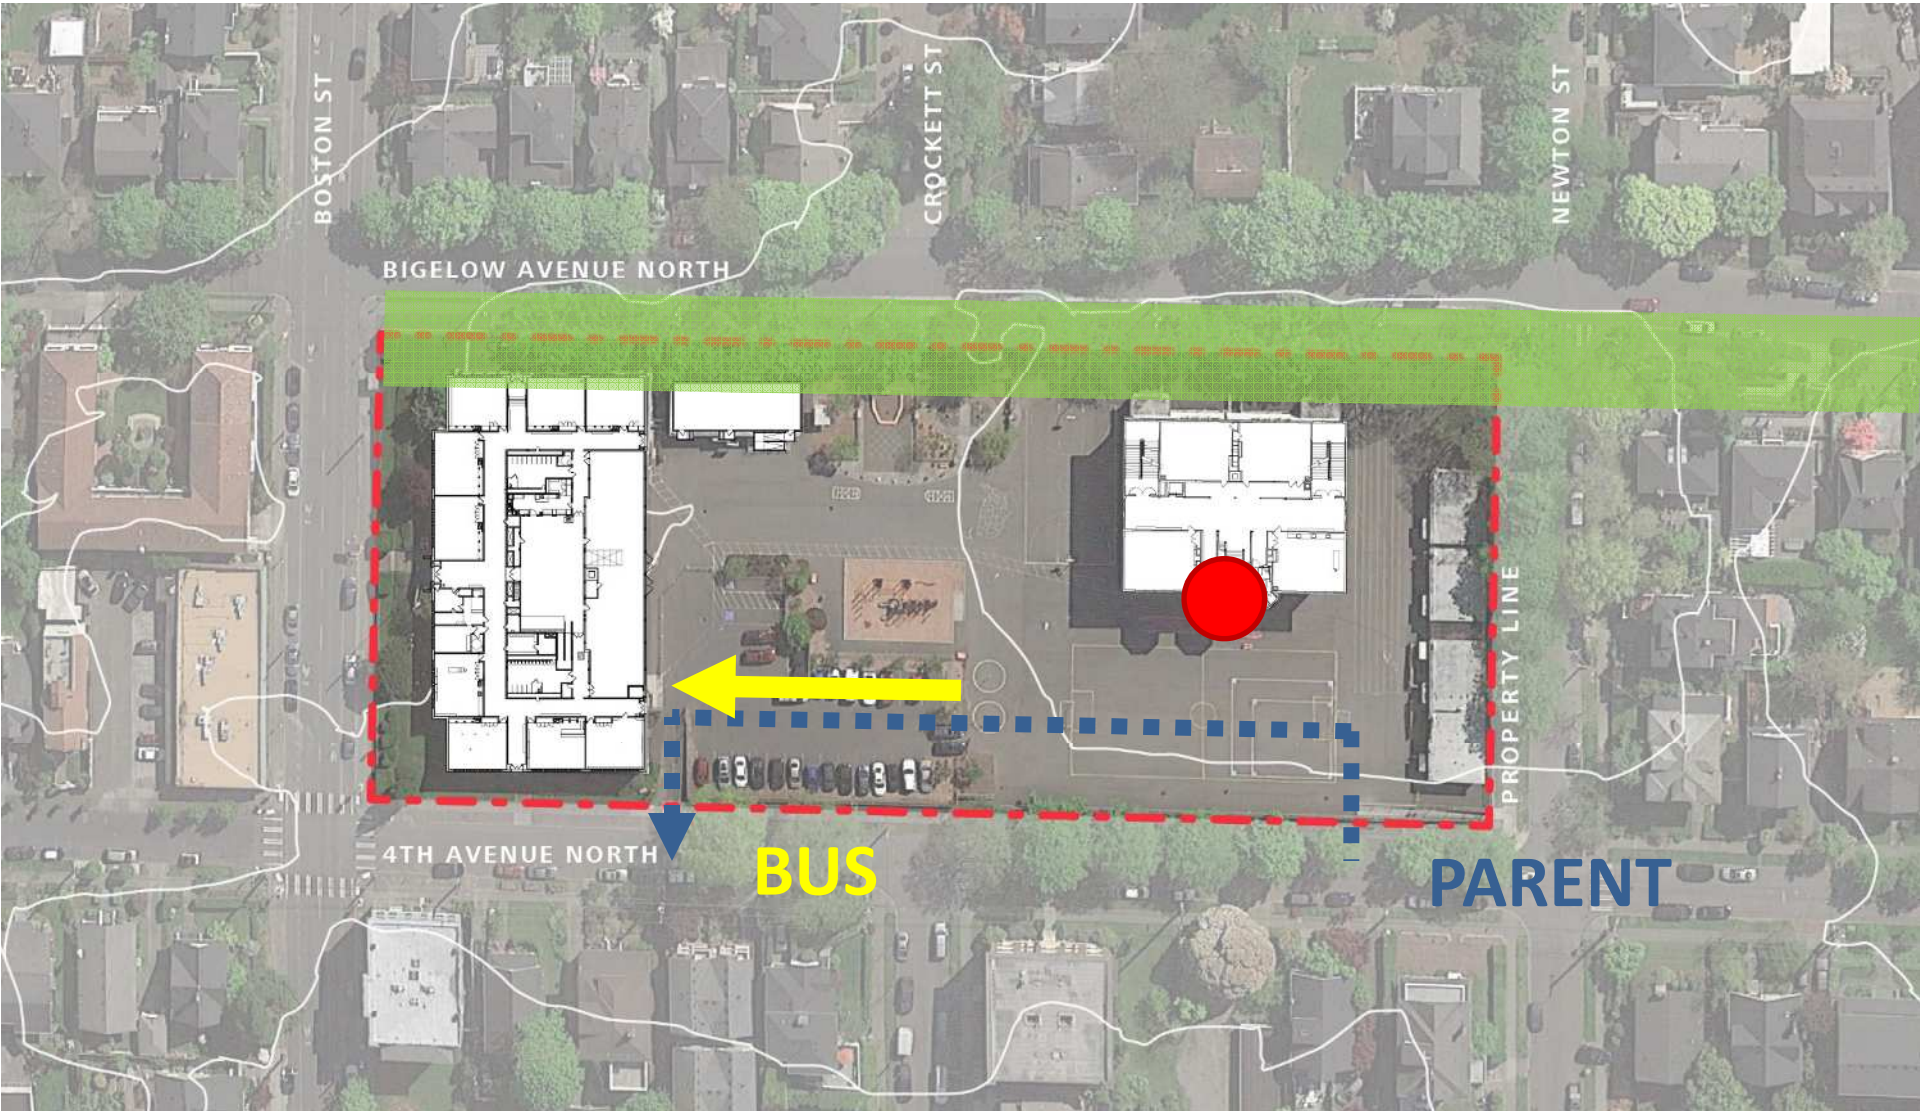 BOSTON ST
CROCKETT ST
NEWTON ST
BIGELOW AVENUE NORTH
PROPERTY LINE
4TH AVENUE NORTH
BUS
PARENT